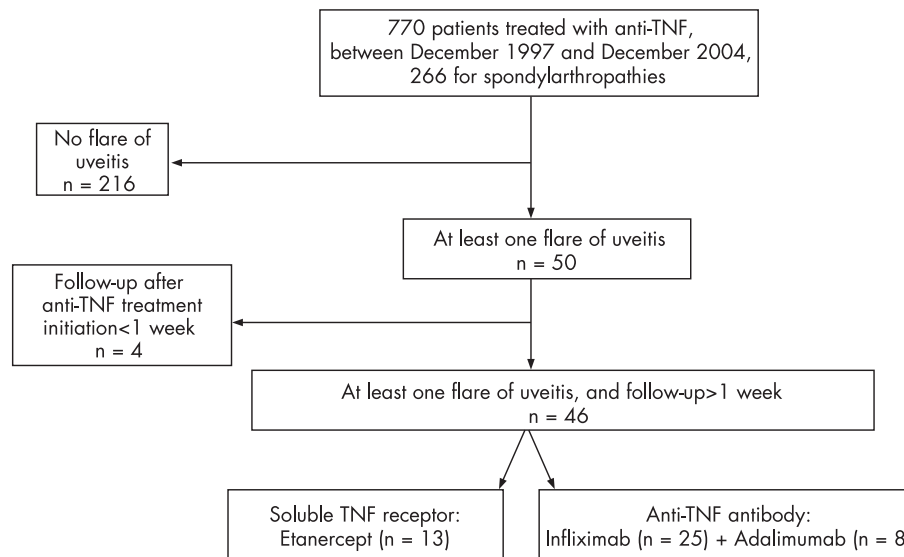 770 patients treated with anti-TNF,
between December 1997 and December 2004,
266 for spondylarthropathies
No flare of
uveitis
n = 216
At least one flare of uveitis
n = 50
Follow-up after
anti-TNF treatment
initiation<1 week
n = 4
At least one flare of uveitis, and follow-up>1 week
n = 46
Soluble TNF receptor:
Etanercept (n = 13)
Anti-TNF antibody:
Infliximab (n = 25) + Adalimumab (n = 8